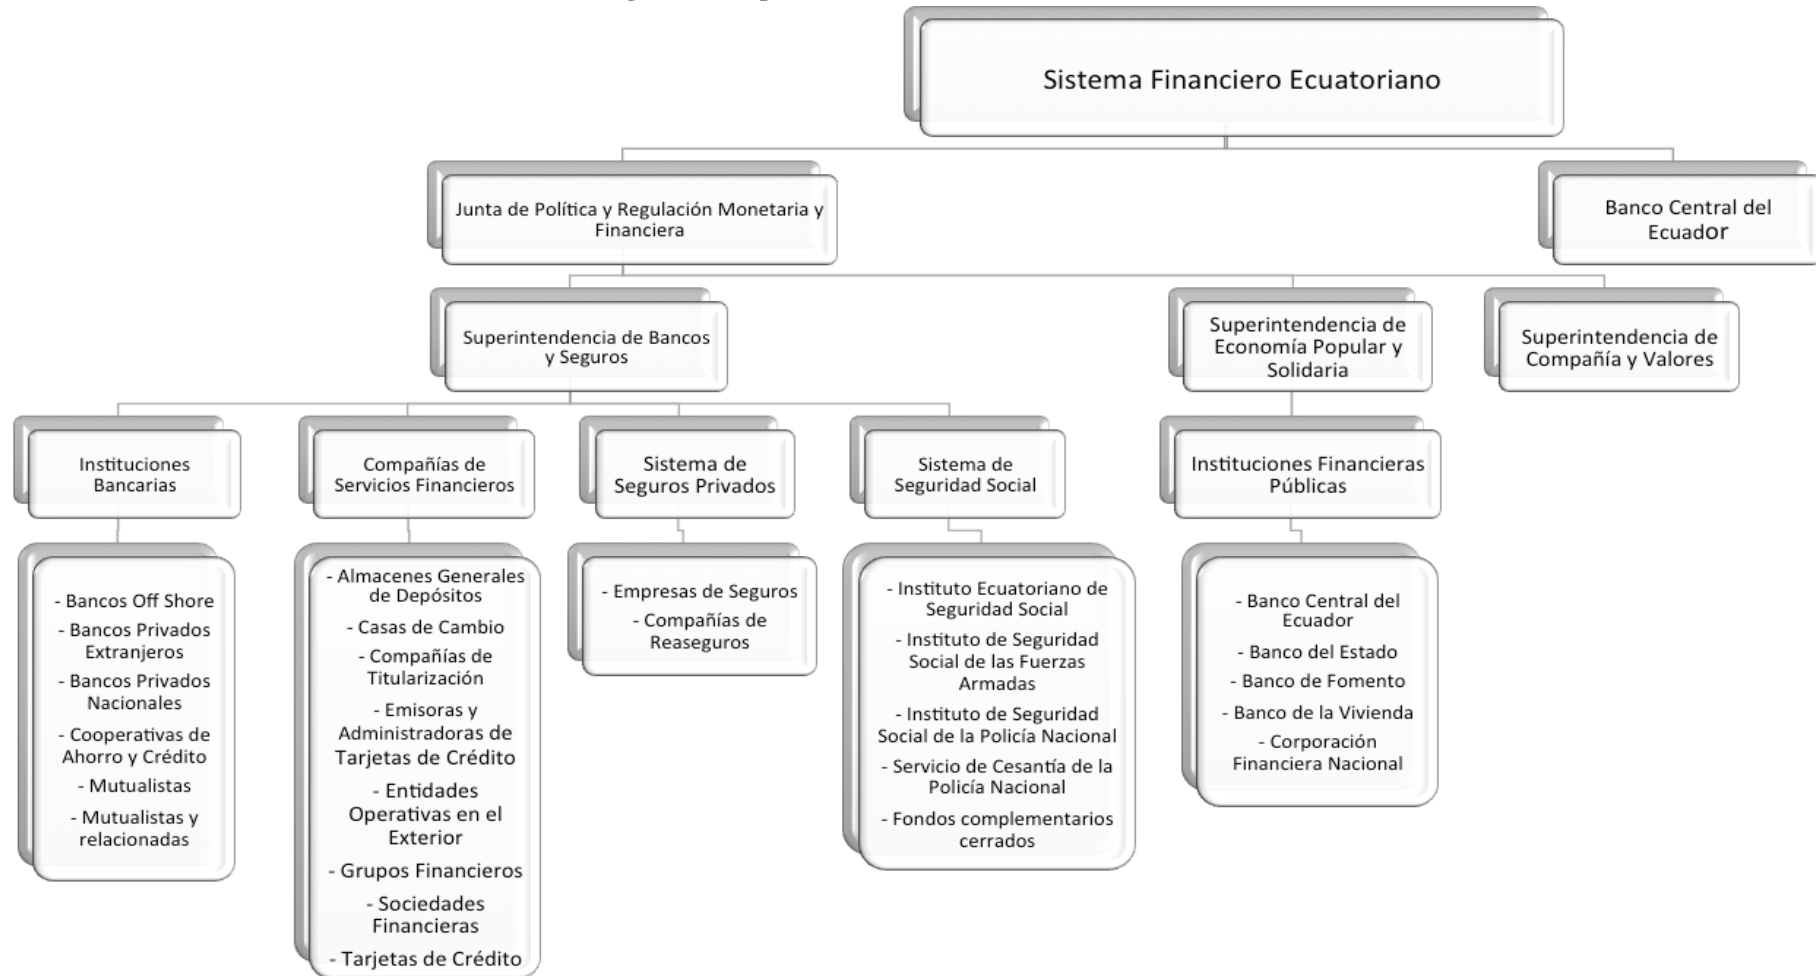 Sistema Financiero Ecuatoriano
Junta de Política y Regulación Monetaria y
Financiera
Banco Central del
Ecuador
Superintendencia de Bancos
y Seguros
Superintendencia de
Economía Popular y
Solidaria
Superintendencia de
Compañía y Valores
Instituciones
Bancarias
Compañías de
Servicios Financieros
Sistema de
Seguros Privados
Sistema de
Seguridad Social
Instituciones Financieras
Públicas
- Bancos Off Shore
- Bancos Privados
Extranjeros
- Bancos Privados
Nacionales
- Cooperativas de
Ahorro y Crédito
- Mutualistas
- Mutualistas y
relacionadas
- Almacenes Generales
de Depósitos
- Casas de Cambio
- Compañías de
Titularización
- Emisoras y
Administradoras de
Tarjetas de Crédito
- Entidades
Operativas en el
Exterior
- Grupos Financieros
- Sociedades
Financieras
- Tarjetas de Crédito
- Empresas de Seguros
- Compañías de
Reaseguros
- Instituto Ecuatoriano de
Seguridad Social
- Instituto de Seguridad
Social de las Fuerzas
Armadas
- Instituto de Seguridad
Social de la Policía Nacional
- Servicio de Cesantía de la
Policía Nacional
- Fondos complementarios
cerrados
- Banco Central del
Ecuador
- Banco del Estado
- Banco de Fomento
- Banco de la Vivienda
- Corporación
Financiera Nacional